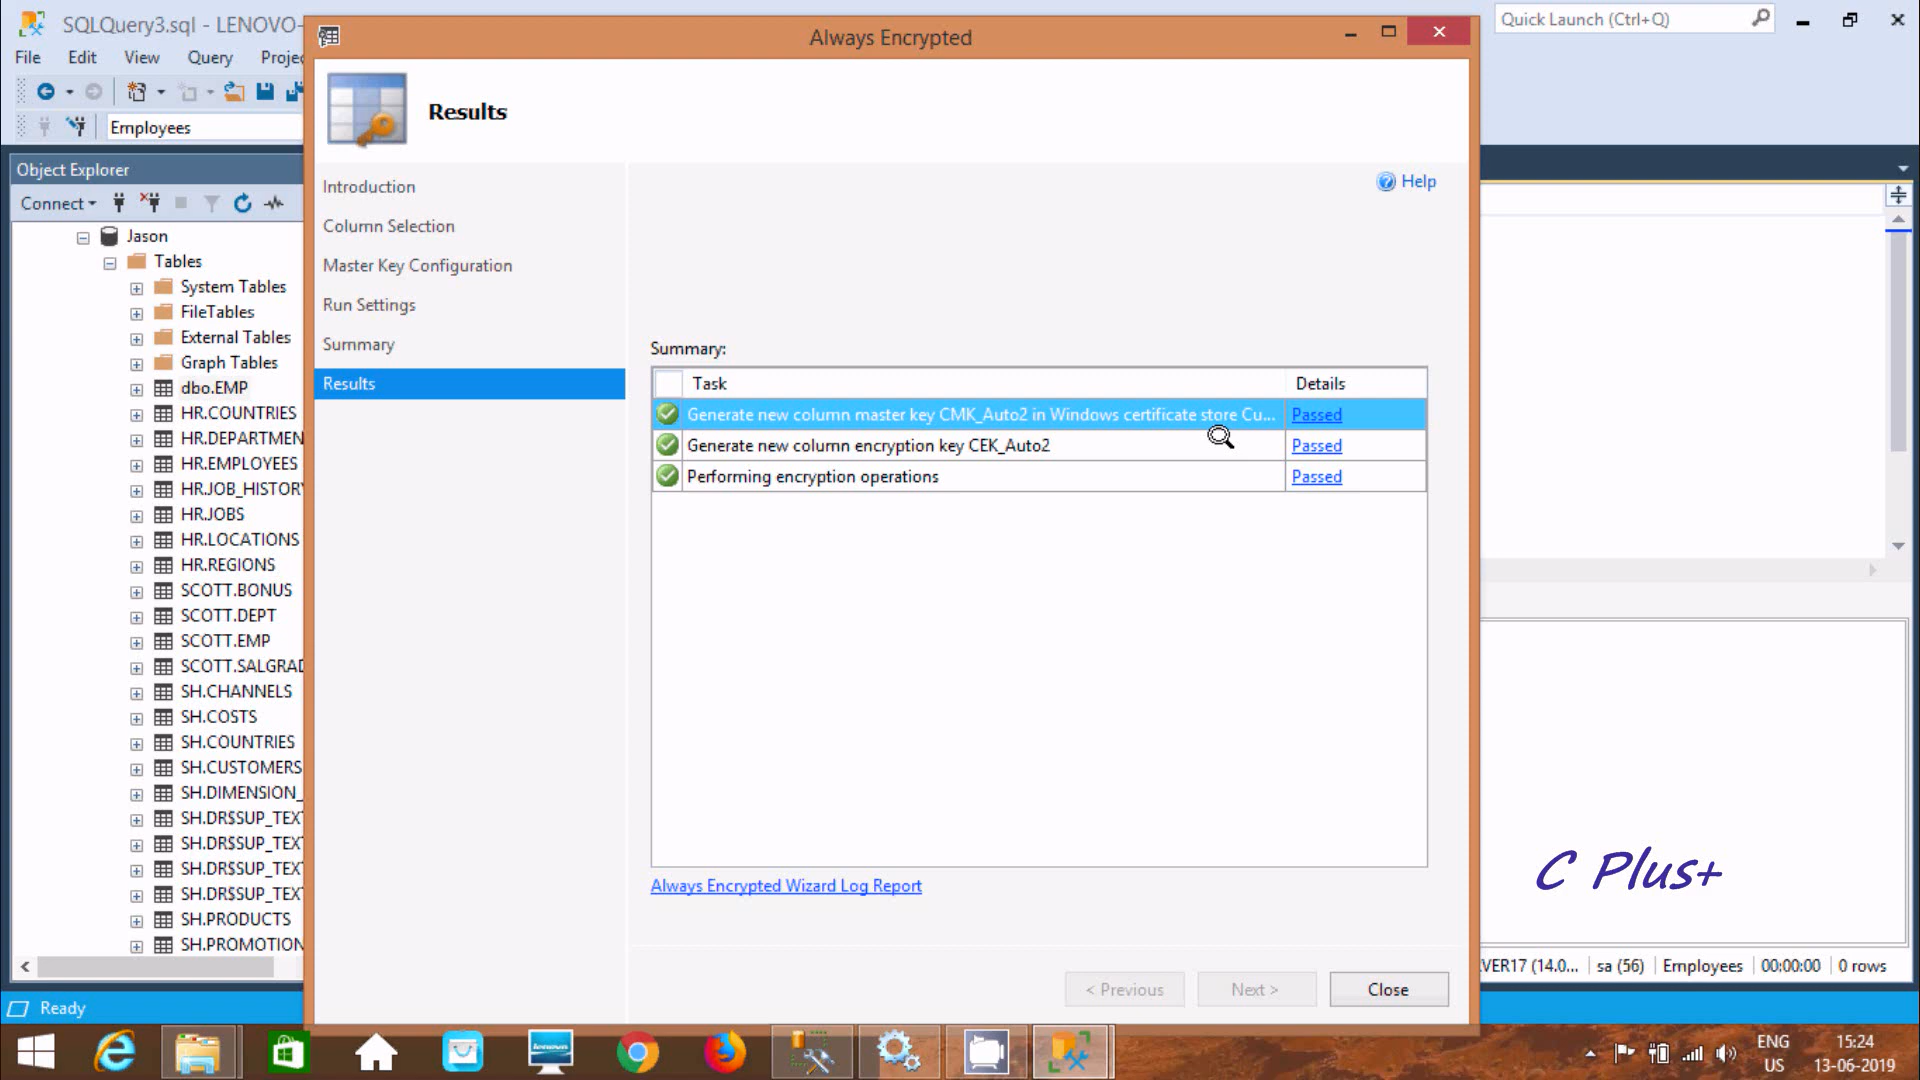 SQLQuery3.sql - LENOVO-
Always Encrypted
Quick Launch (Ctrl+Q)
File Edit View Query Projec
Employees
Results
Object Explorer
Connect
Jason
Tables
System Tables
FileTables
External Tables
Graph Tables
dbo.EMP
HR.COUNTRIES
HR.DEPARTMEN
HR.EMPLOYEES
HR.JOB_HISTORY
HR.JOBS
HR.LOCATIONS
HR.REGIONS
SCOTT.BONUS
SCOTT.DEPT
SCOTT.EMP
SCOTT.SALGRAD
SH.CHANNELS
SH.COSTS
SH.COUNTRIES
SH.CUSTOMERS
SH.DIMENSION_
SH.DR$SUP_TEXT
SH.DR$SUP_TEXT
SH.DR$SUP_TEXT
SH.DR$SUP_TEXT
SH.PRODUCTS
SH.PROMOTION
Introduction
Column Selection
Master Key Configuration
Run Settings
Summary
Results
Help
Summary:
Task Details
Generate new column master key CMK_Auto2 in Windows certificate store Cu... Passed
Generate new column encryption key CEK_Auto2 Passed
Performing encryption operations Passed
Always Encrypted Wizard Log Report
< Previous Next > Close
C Plus+
VER17 (14.0... sa (56) Employees 00:00:00 0 rows
Ready
lenovo
ENG
US
15:24
13-06-2019